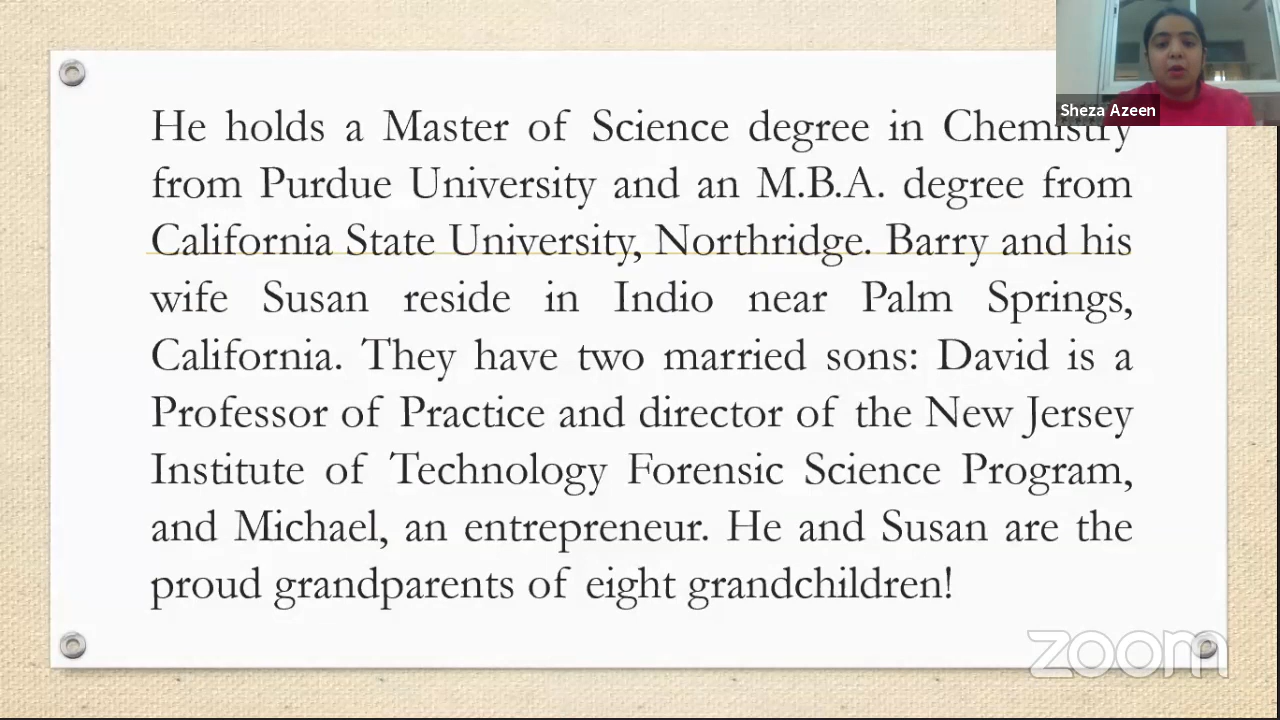 He holds a Master of Science degree in Chemistry
from Purdue University and an M.B.A. degree from
California State University, Northridge. Barry and his
wife Susan reside in Indio near Palm Springs,
California. They have two married sons: David is a
Professor of Practice and director of the New Jersey
Institute of Technology Forensic Science Program,
and Michael, an entrepreneur. He and Susan are the
proud grandparents of eight grandchildren!
Sheza Azeen
zoom